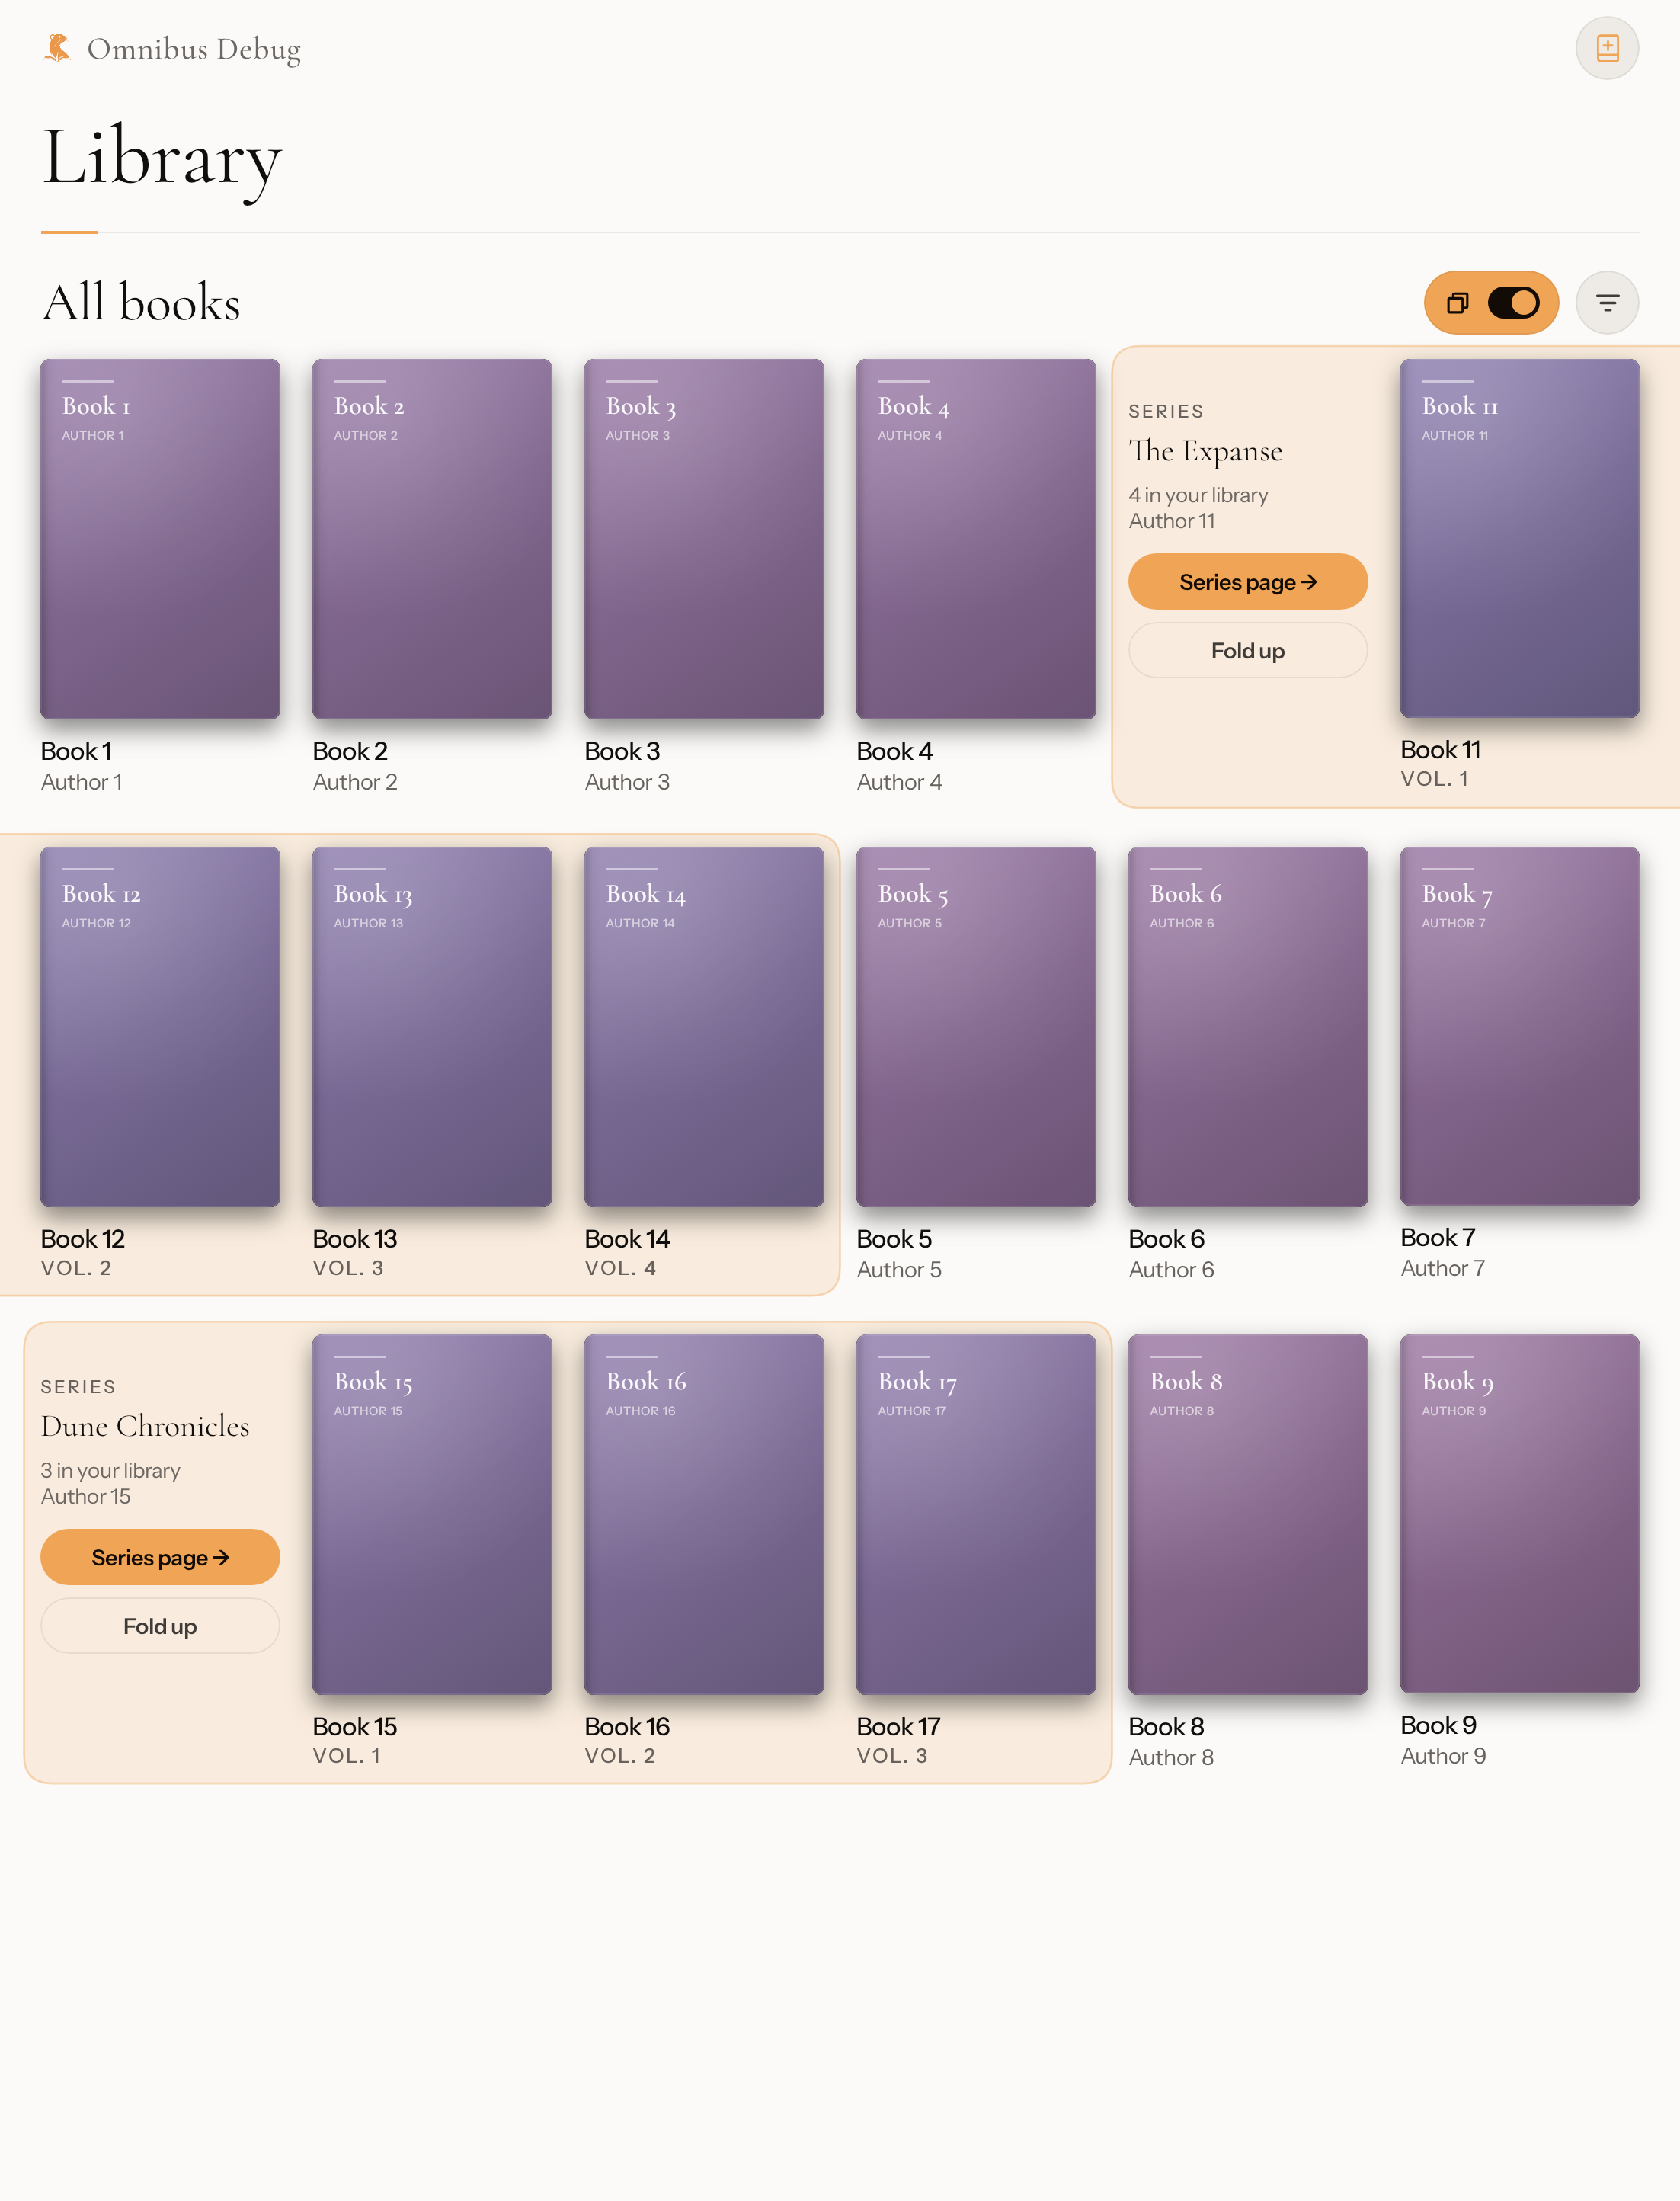 Omnibus Debug
Library
All books
Book 1
AUTHOR 1
Book 1
Author 1
Book 2
AUTHOR 2
Book 2
Author 2
Book 3
AUTHOR 3
Book 3
Author 3
Book 4
AUTHOR 4
Book 4
Author 4
SERIES
The Expanse
4 in your library
Author 11
Series page →
Fold up
Book 11
AUTHOR 11
Book 11
VOL. 1
Book 12
AUTHOR 12
Book 12
VOL. 2
Book 13
AUTHOR 13
Book 13
VOL. 3
Book 14
AUTHOR 14
Book 14
VOL. 4
Book 5
AUTHOR 5
Book 5
Author 5
Book 6
AUTHOR 6
Book 6
Author 6
Book 7
AUTHOR 7
Book 7
Author 7
SERIES
Dune Chronicles
3 in your library
Author 15
Series page →
Fold up
Book 15
AUTHOR 15
Book 15
VOL. 1
Book 16
AUTHOR 16
Book 16
VOL. 2
Book 17
AUTHOR 17
Book 17
VOL. 3
Book 8
AUTHOR 8
Book 8
Author 8
Book 9
AUTHOR 9
Book 9
Author 9